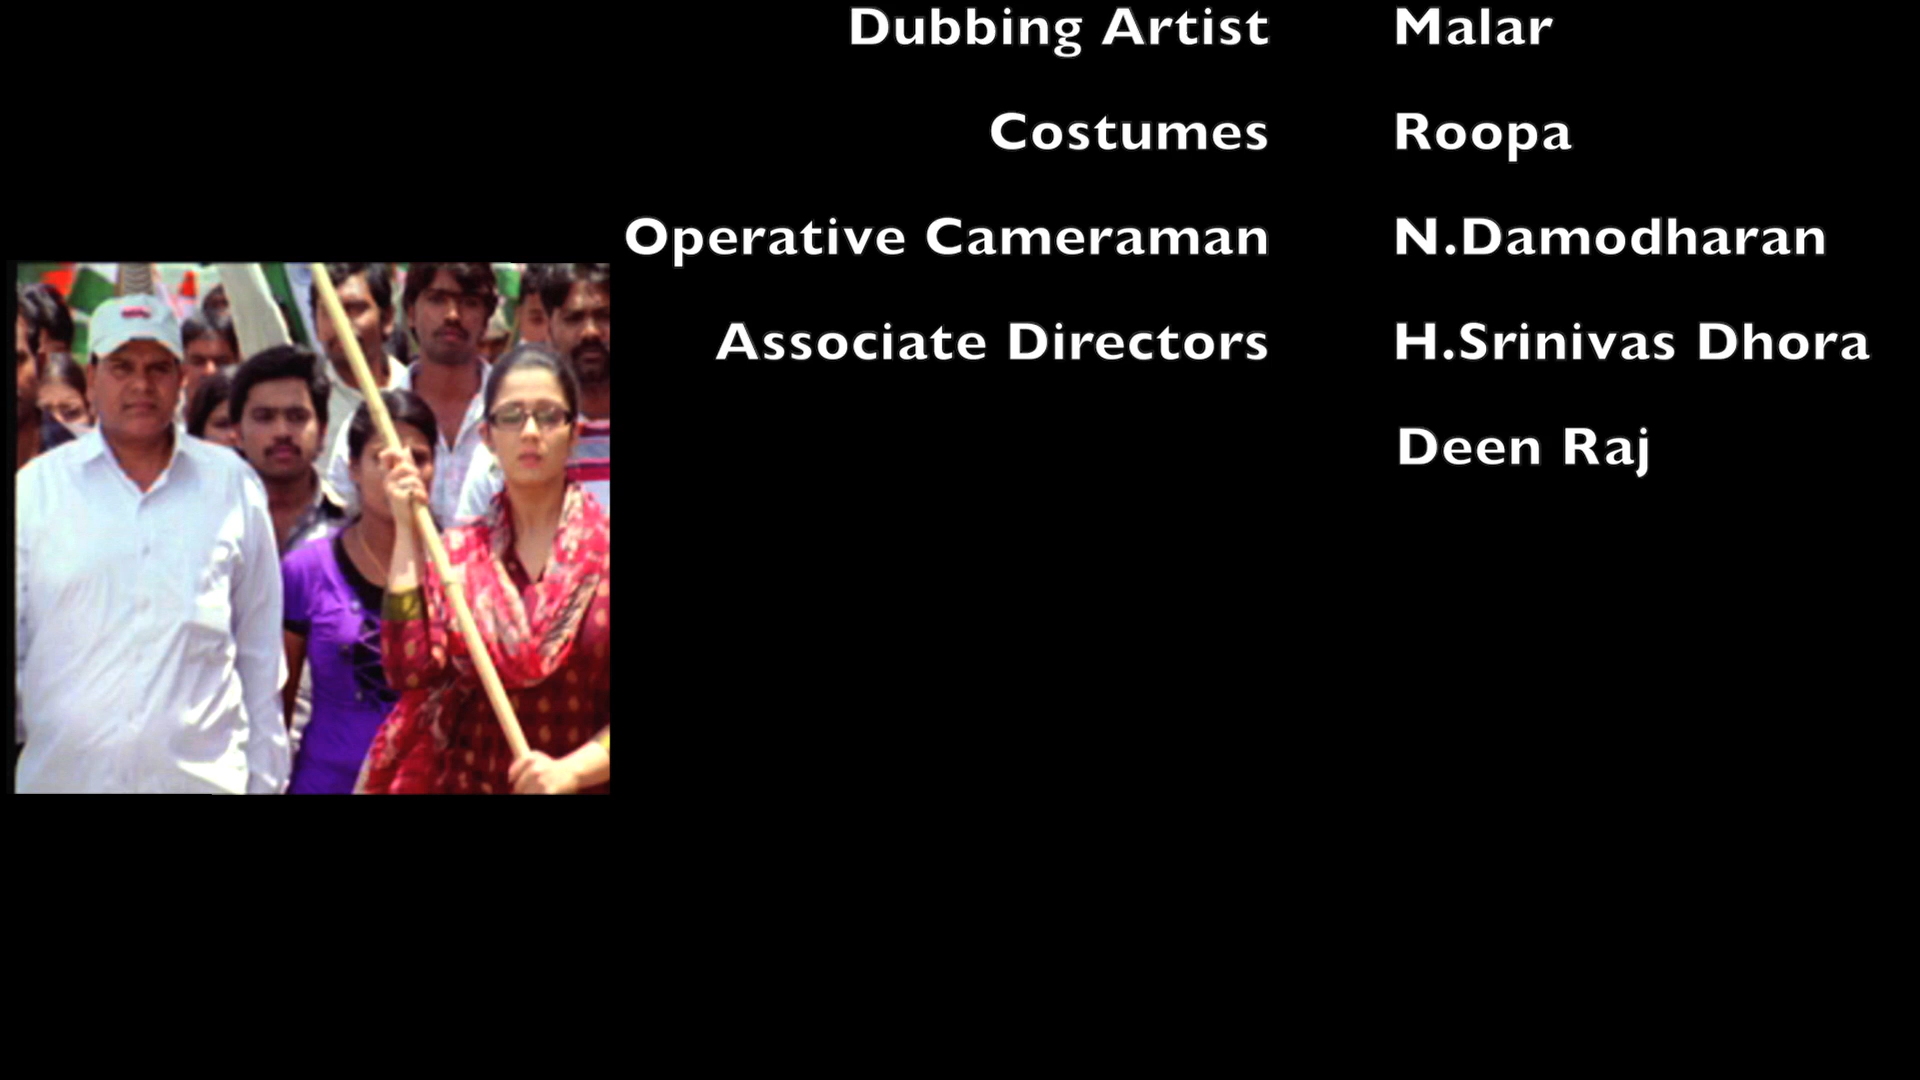 Dubbing Artist Malar
Costumes Roopa
Operative Cameraman N.Damodharan
Associate Directors H.Srinivas Dhora
Deen Raj